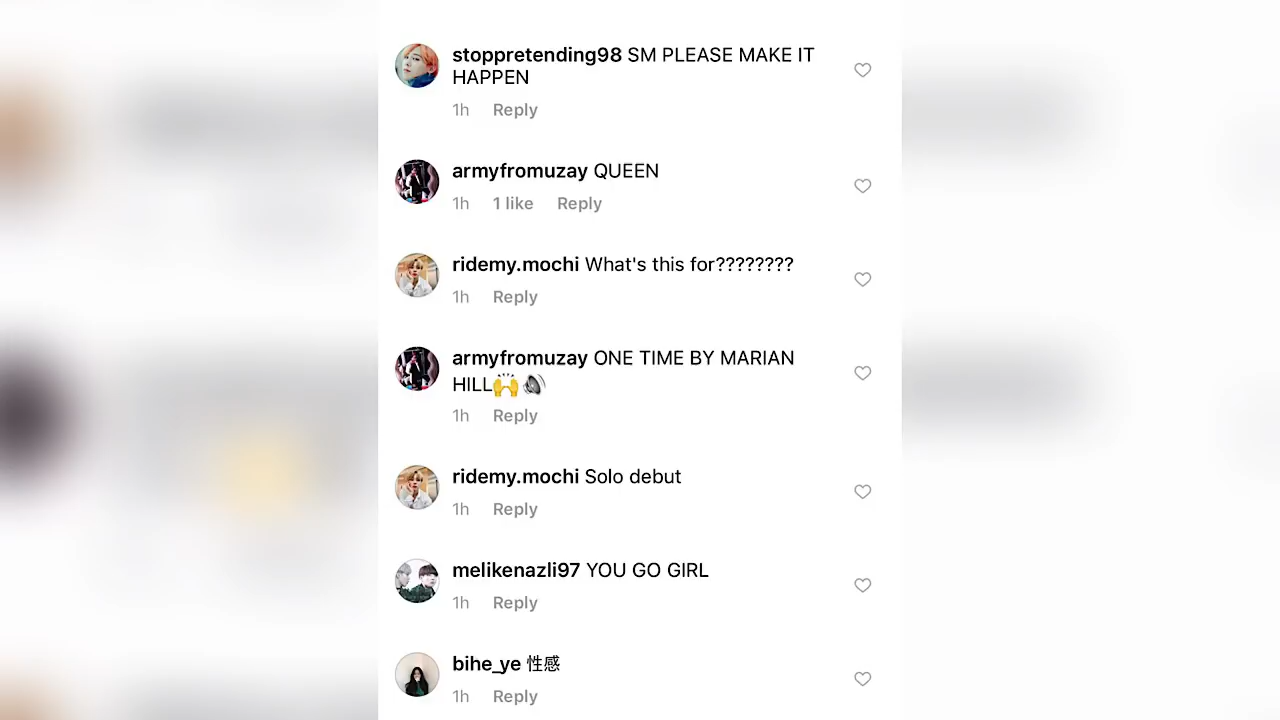 stoppretending98 SM PLEASE MAKE IT
HAPPEN
1h Reply
armyfromuzay QUEEN
1h 1 like Reply
ridemy.mochi What's this for????????
1h Reply
armyfromuzay ONE TIME BY MARIAN
HILL🙌🔊
1h Reply
ridemy.mochi Solo debut
1h Reply
melikenazli97 YOU GO GIRL
1h Reply
bihe_ye 性感
1h Reply